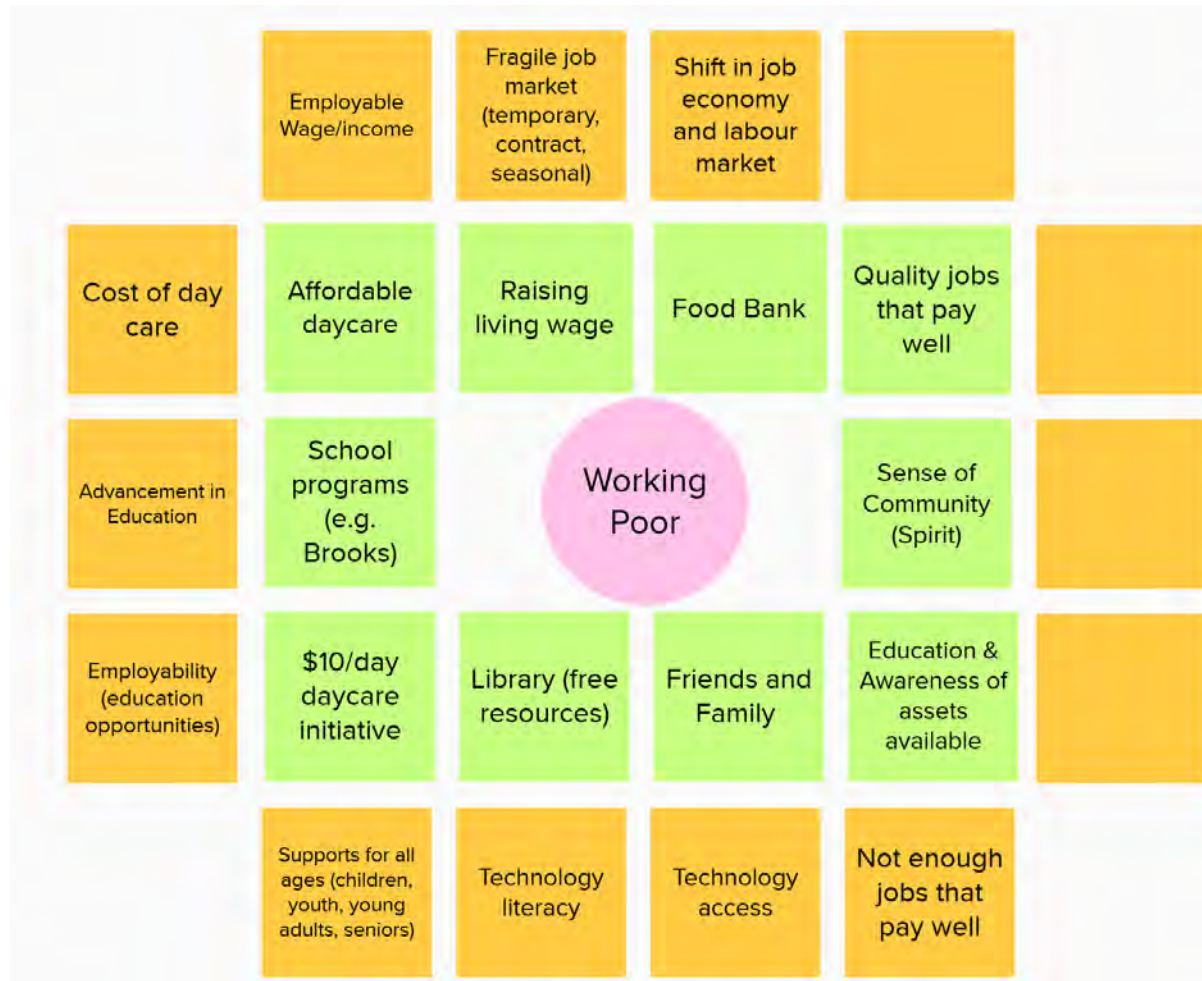 Employable
Wage/income
Fragile job
market
(temporary,
contract,
seasonal)
Shift in job
economy
and labour
market
Cost of day
care
Affordable
daycare
Raising
living wage
Food Bank
Quality jobs
that pay
well
Advancement in
Education
School
programs
(e.g.
Brooks)
Working
Poor
Sense of
Community
(Spirit)
Employability
(education
opportunities)
$10/day
daycare
initiative
Library (free
resources)
Friends and
Family
Education &
Awareness of
assets
available
Supports for all
ages (children,
youth, young
adults, seniors)
Technology
literacy
Technology
access
Not enough
jobs that
pay well